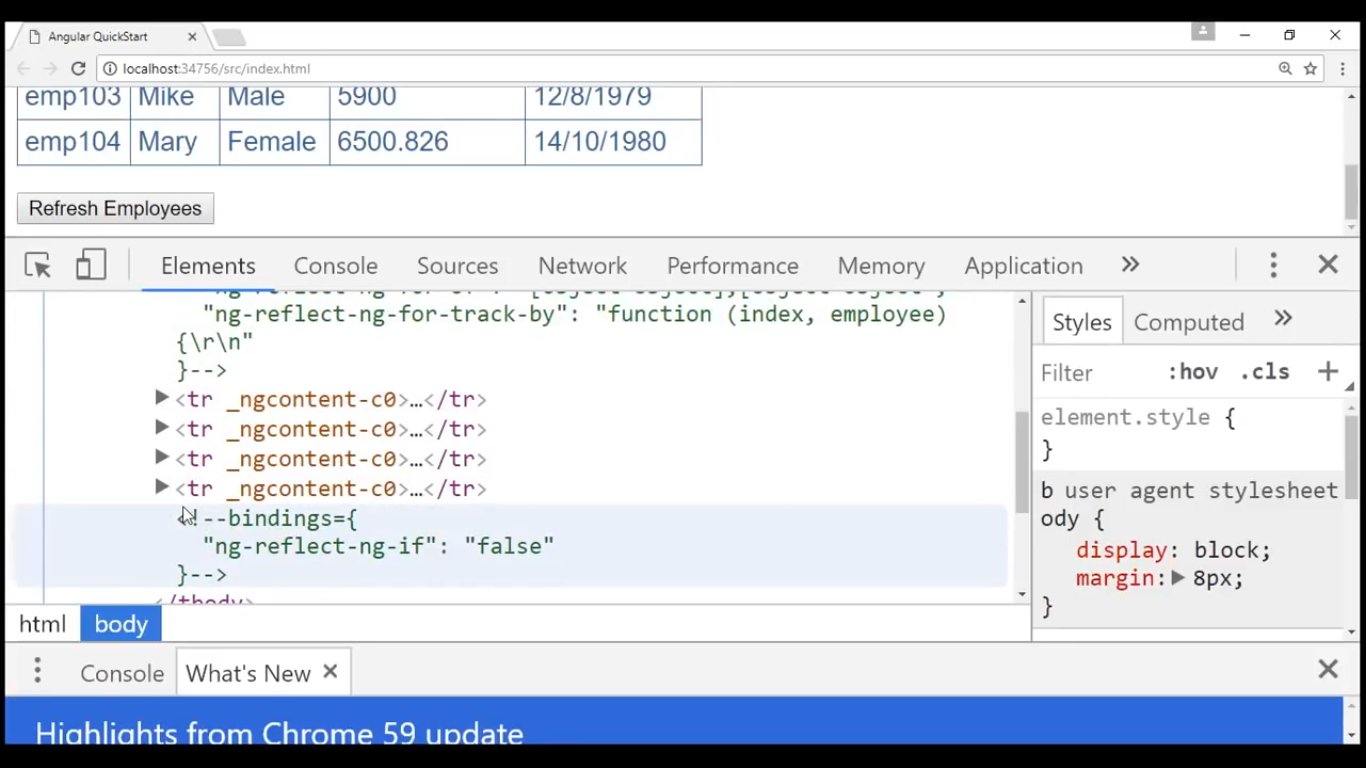 Angular QuickStart
localhost:34756/src/index.html
emp103 Mike Male 5900 12/8/1979
emp104 Mary Female 6500.826 14/10/1980
Refresh Employees
Elements Console Sources Network Performance Memory Application
"ng-reflect-ng-for-track-by": "function (index, employee)
{\r\n"
}-->
<tr _ngcontent-c0>…</tr>
<tr _ngcontent-c0>…</tr>
<tr _ngcontent-c0>…</tr>
<tr _ngcontent-c0>…</tr>
<!--bindings={
"ng-reflect-ng-if": "false"
}-->
</tbody>
Styles Computed
Filter :hov .cls +
element.style {
}
b user agent stylesheet
ody {
display: block;
margin: 8px;
}
html body
Console What's New
Highlights from Chrome 59 update